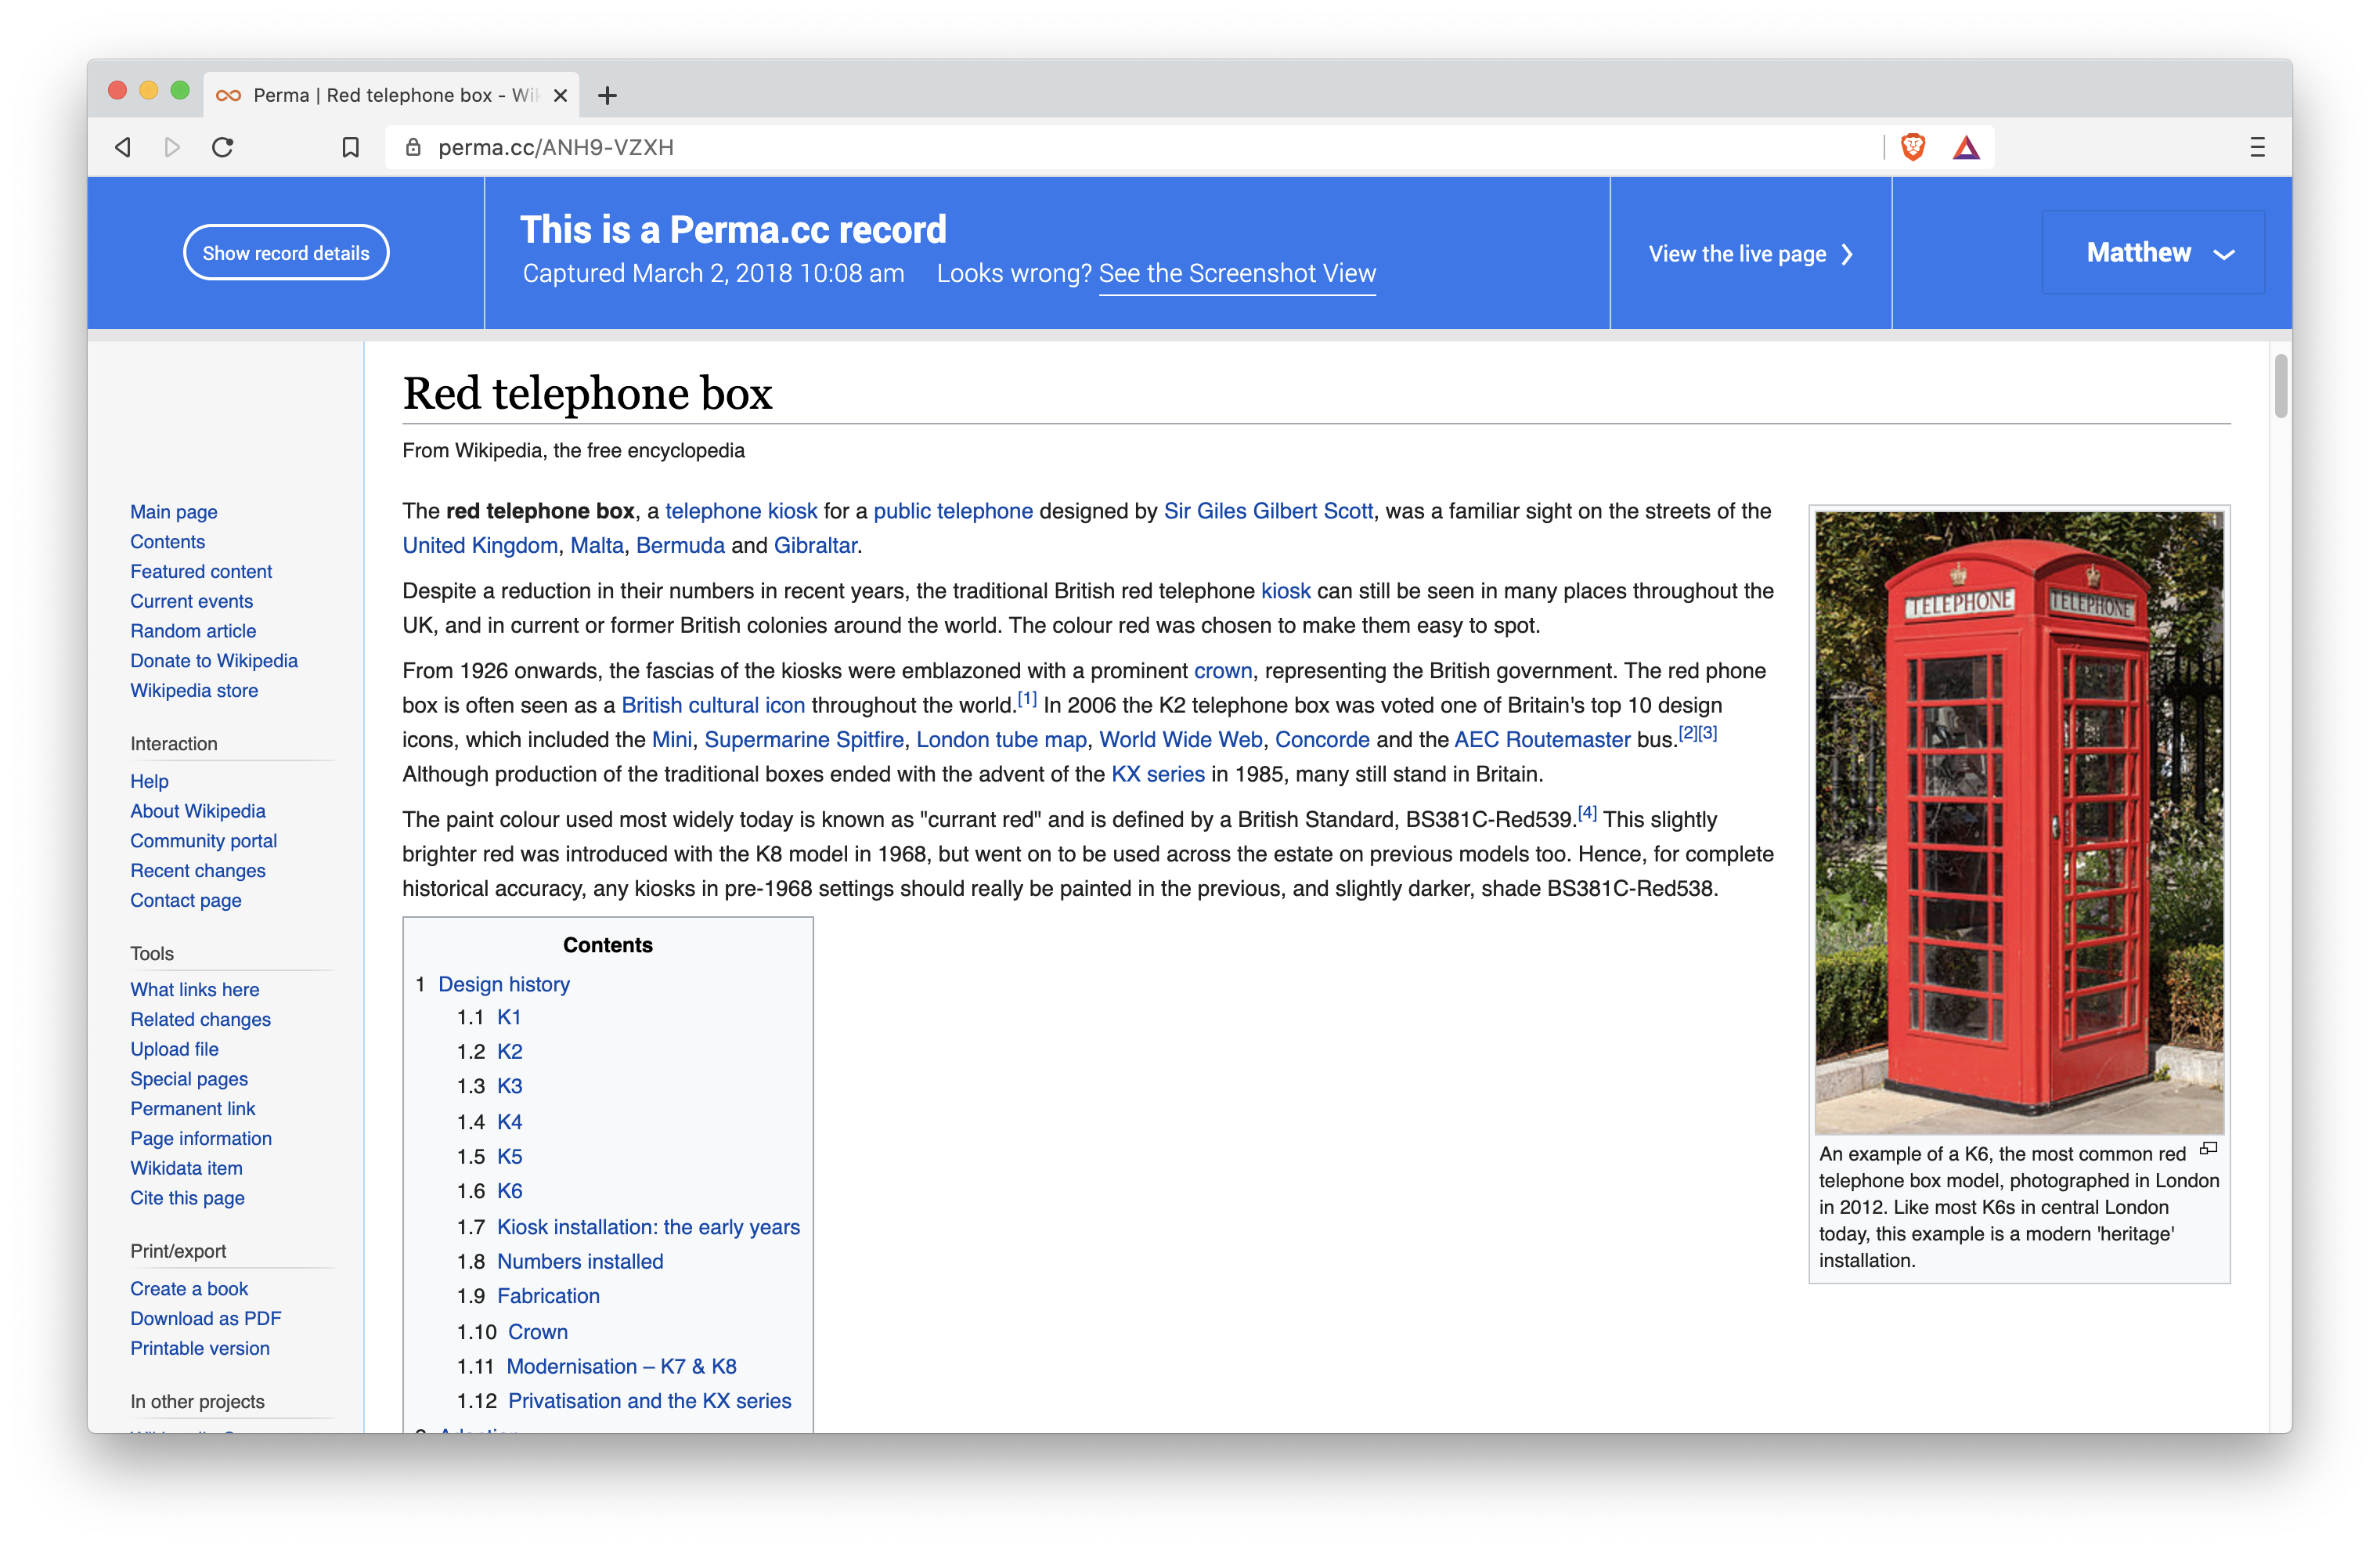 Perma | Red telephone box - Wi
perma.cc/ANH9-VZXH
Show record details
This is a Perma.cc record
Captured March 2, 2018 10:08 am Looks wrong? See the Screenshot View
View the live page
Matthew
Red telephone box
From Wikipedia, the free encyclopedia
Main page
Contents
Featured content
Current events
Random article
Donate to Wikipedia
Wikipedia store
Interaction
Help
About Wikipedia
Community portal
Recent changes
Contact page
Tools
What links here
Related changes
Upload file
Special pages
Permanent link
Page information
Wikidata item
Cite this page
Print/export
Create a book
Download as PDF
Printable version
In other projects
The red telephone box, a telephone kiosk for a public telephone designed by Sir Giles Gilbert Scott, was a familiar sight on the streets of the
United Kingdom, Malta, Bermuda and Gibraltar.
Despite a reduction in their numbers in recent years, the traditional British red telephone kiosk can still be seen in many places throughout the
UK, and in current or former British colonies around the world. The colour red was chosen to make them easy to spot.
From 1926 onwards, the fascias of the kiosks were emblazoned with a prominent crown, representing the British government. The red phone
box is often seen as a British cultural icon throughout the world.[1] In 2006 the K2 telephone box was voted one of Britain's top 10 design
icons, which included the Mini, Supermarine Spitfire, London tube map, World Wide Web, Concorde and the AEC Routemaster bus.[2][3]
Although production of the traditional boxes ended with the advent of the KX series in 1985, many still stand in Britain.
The paint colour used most widely today is known as "currant red" and is defined by a British Standard, BS381C-Red539.[4] This slightly
brighter red was introduced with the K8 model in 1968, but went on to be used across the estate on previous models too. Hence, for complete
historical accuracy, any kiosks in pre-1968 settings should really be painted in the previous, and slightly darker, shade BS381C-Red538.
Contents
1 Design history
1.1 K1
1.2 K2
1.3 K3
1.4 K4
1.5 K5
1.6 K6
1.7 Kiosk installation: the early years
1.8 Numbers installed
1.9 Fabrication
1.10 Crown
1.11 Modernisation – K7 & K8
1.12 Privatisation and the KX series
TELEPHONE
TELEPHONE
An example of a K6, the most common red
telephone box model, photographed in London
in 2012. Like most K6s in central London
today, this example is a modern 'heritage'
installation.